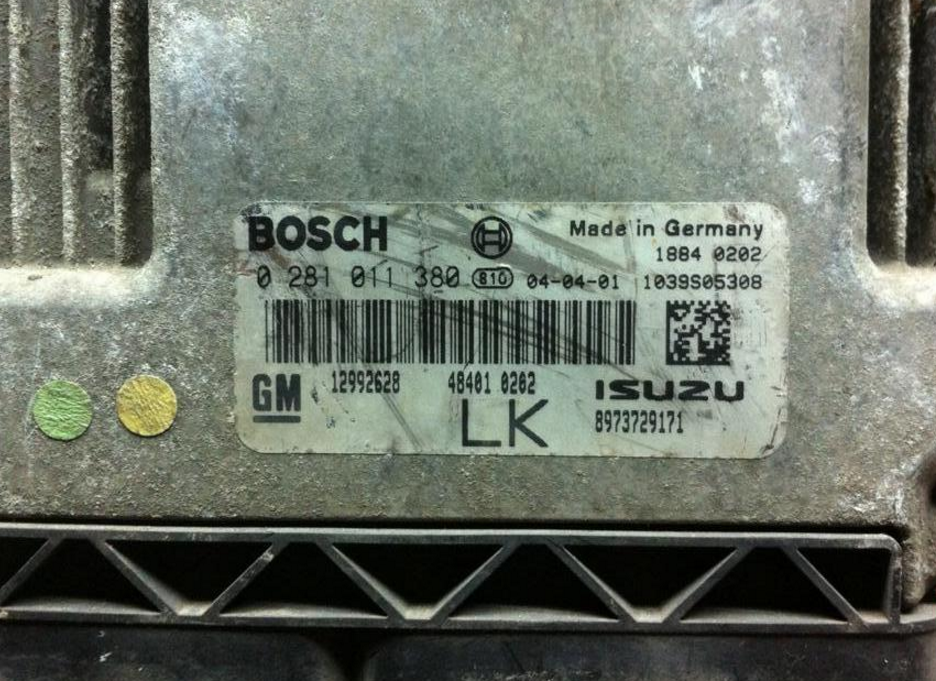 BOSCH
Made in Germany
1884 0202
0 281 011 380 810 04-04-01 1039S05308
GM 12992628 48401 0202 ISUZU
LK 8973729171